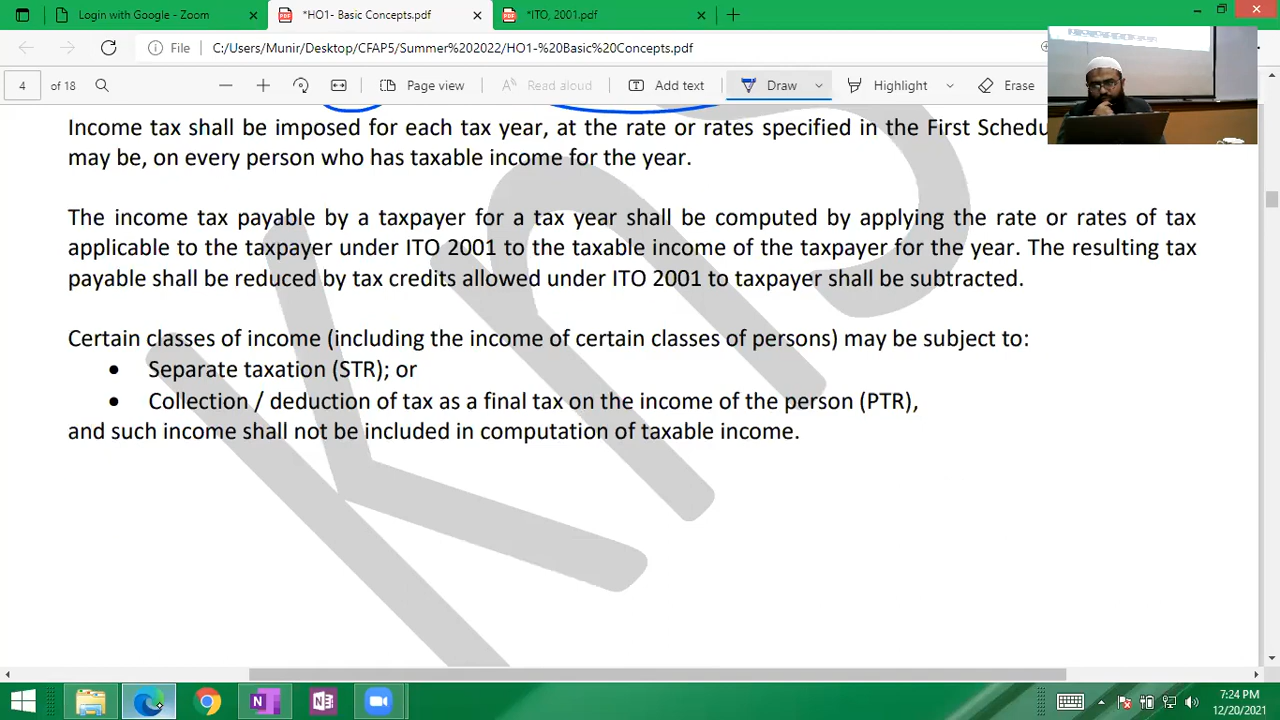 Login with Google - Zoom
*HO1- Basic Concepts.pdf
*ITO, 2001.pdf
File
C:/Users/Munir/Desktop/CFAP5/Summer%202022/HO1-%20Basic%20Concepts.pdf
4 of 18
Page view
Read aloud
Add text
Draw
Highlight
Erase
Income tax shall be imposed for each tax year, at the rate or rates specified in the First Schedu
may be, on every person who has taxable income for the year.
The income tax payable by a taxpayer for a tax year shall be computed by applying the rate or rates of tax
applicable to the taxpayer under ITO 2001 to the taxable income of the taxpayer for the year. The resulting tax
payable shall be reduced by tax credits allowed under ITO 2001 to taxpayer shall be subtracted.
Certain classes of income (including the income of certain classes of persons) may be subject to:
• Separate taxation (STR); or
• Collection / deduction of tax as a final tax on the income of the person (PTR),
and such income shall not be included in computation of taxable income.
7:24 PM
12/20/2021